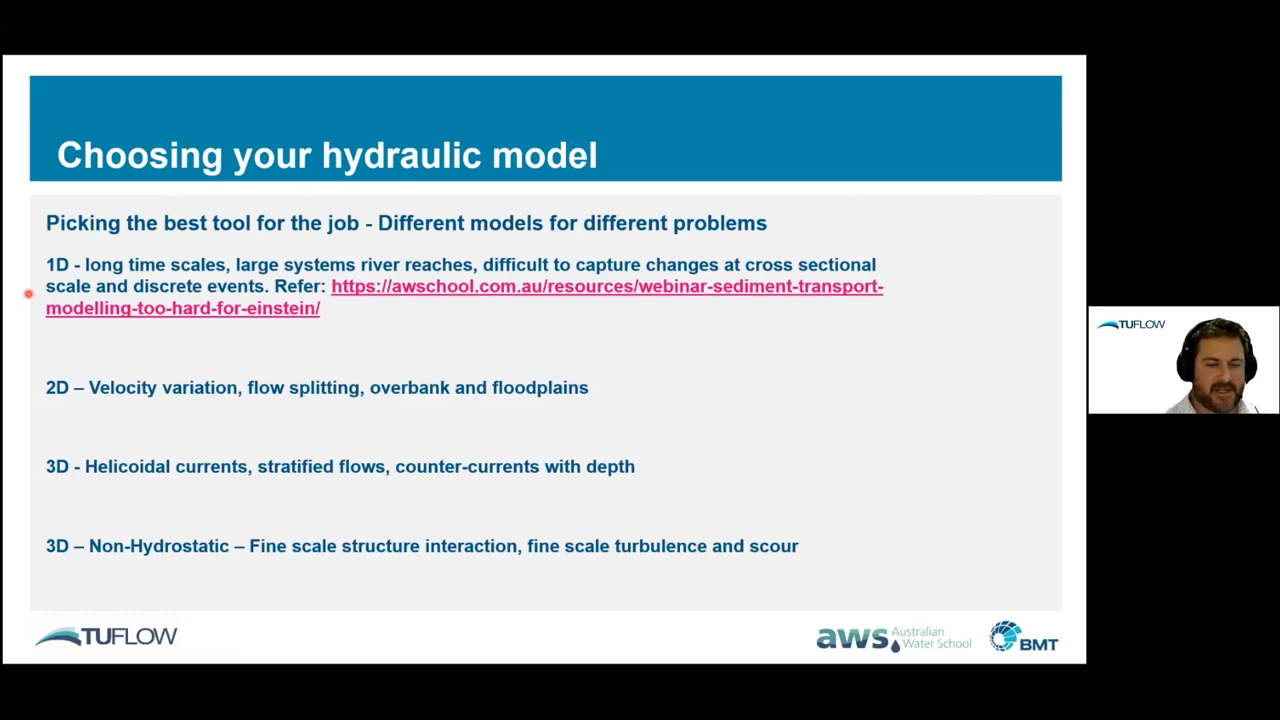 Choosing your hydraulic model
Picking the best tool for the job - Different models for different problems
1D - long time scales, large systems river reaches, difficult to capture changes at cross sectional
scale and discrete events. Refer: https://awschool.com.au/resources/webinar-sediment-transport-
modelling-too-hard-for-einstein/
2D – Velocity variation, flow splitting, overbank and floodplains
3D - Helicoidal currents, stratified flows, counter-currents with depth
3D – Non-Hydrostatic – Fine scale structure interaction, fine scale turbulence and scour
TUFLOW
aws Australian
Water School
BMT
TUFLOW